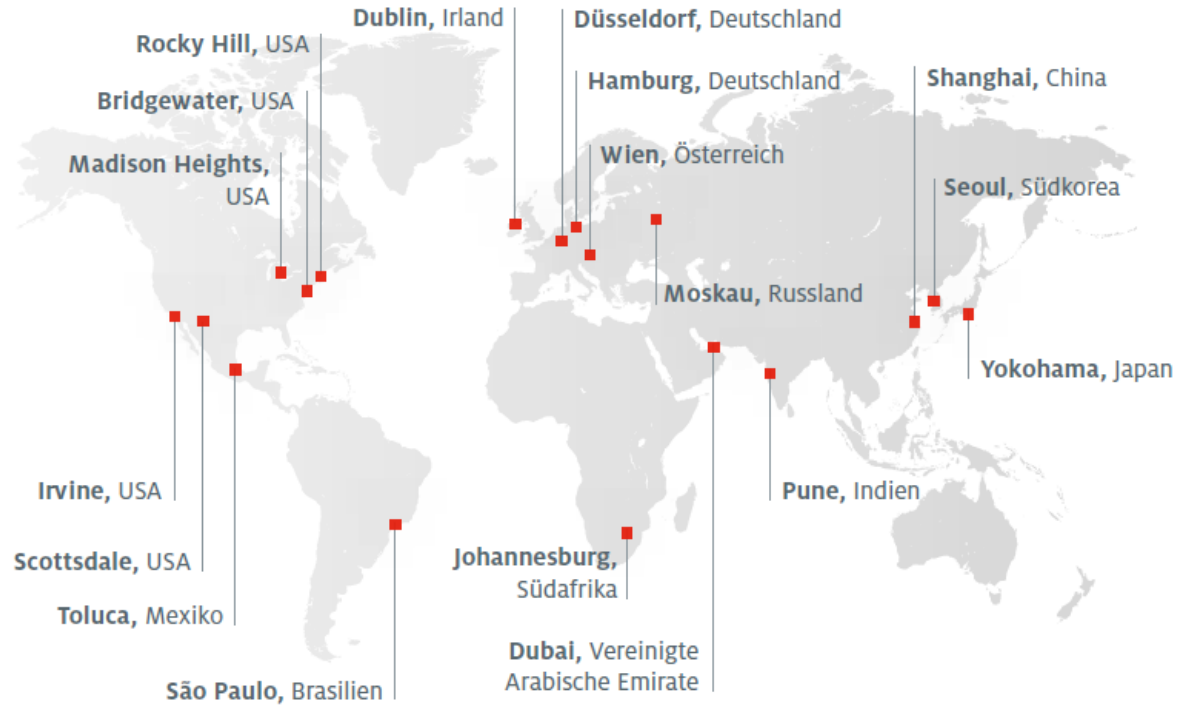 Dublin, Irland
Düsseldorf, Deutschland
Rocky Hill, USA
Hamburg, Deutschland
Shanghai, China
Bridgewater, USA
Wien, Österreich
Madison Heights,
USA
Seoul, Südkorea
Moskau, Russland
Yokohama, Japan
Irvine, USA
Pune, Indien
Scottsdale, USA
Johannesburg,
Südafrika
Toluca, Mexiko
Dubai, Vereinigte
Arabische Emirate
São Paulo, Brasilien